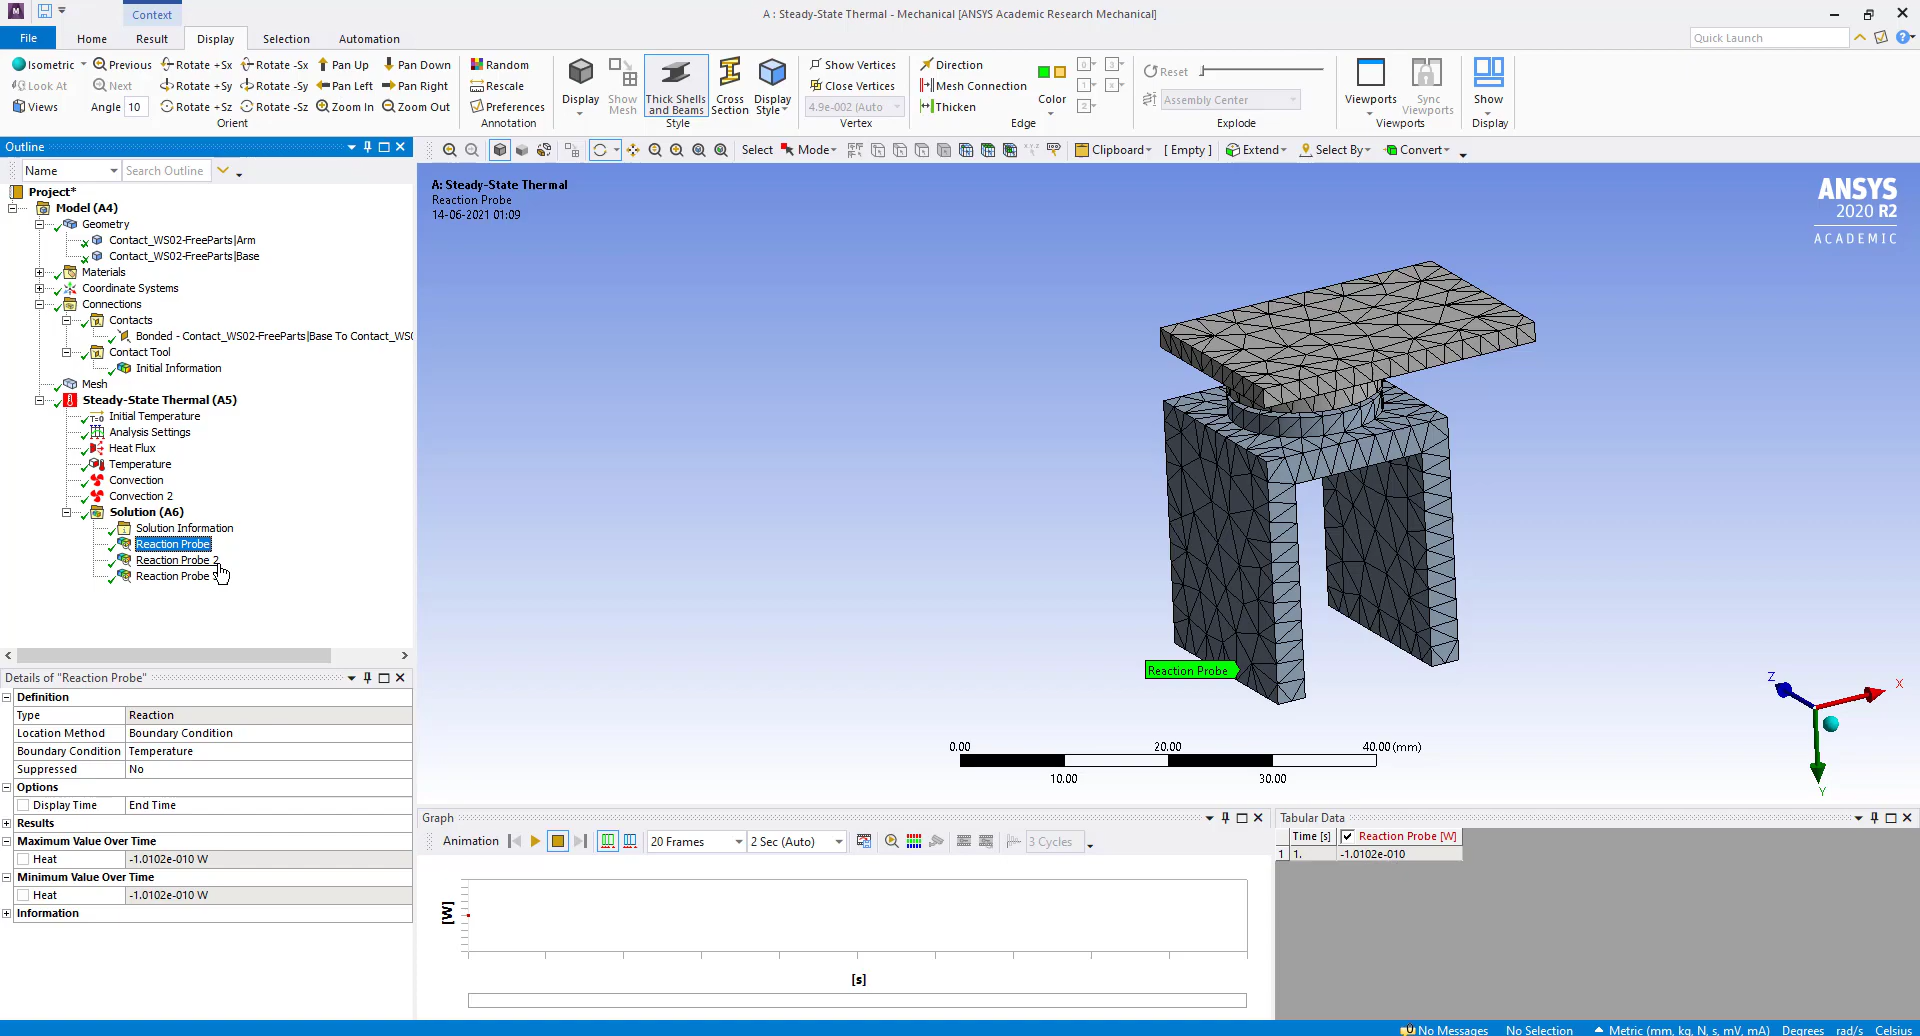 Context
A : Steady-State Thermal - Mechanical [ANSYS Academic Research Mechanical]
File Home Result Display Selection Automation
Quick Launch
Isometric Previous Rotate +Sx Rotate -Sx Pan Up Pan Down
Look At Next Rotate +Sy Rotate -Sy Pan Left Pan Right
Views Angle 10 Rotate +Sz Rotate -Sz Zoom In Zoom Out
Orient
Random
Rescale
Preferences
Annotation
Display
Show Mesh
Thick Shells and Beams
Cross Section
Display Style
Style
Show Vertices
Close Vertices
4.9e-002 (Auto
Vertex
Direction
Mesh Connection
Thicken
Color
Edge
Reset
Assembly Center
Explode
Viewports
Sync Viewports
Viewports
Show
Display
Outline
Name Search Outline
Select Mode Clipboard [ Empty ] Extend Select By Convert
Project*
Model (A4)
Geometry
Contact_WS02-FreeParts|Arm
Contact_WS02-FreeParts|Base
Materials
Coordinate Systems
Connections
Contacts
Bonded - Contact_WS02-FreeParts|Base To Contact_WS0
Contact Tool
Initial Information
Mesh
Steady-State Thermal (A5)
Initial Temperature
Analysis Settings
Heat Flux
Temperature
Convection
Convection 2
Solution (A6)
Solution Information
Reaction Probe
Reaction Probe 2
Reaction Probe
A: Steady-State Thermal
Reaction Probe
14-06-2021 01:09
ANSYS
2020 R2
ACADEMIC
Reaction Probe
0.00 20.00 40.00 (mm)
10.00 30.00
Z
X
Y
Details of "Reaction Probe"
Definition
Type Reaction
Location Method Boundary Condition
Boundary Condition Temperature
Suppressed No
Options
Display Time End Time
Results
Maximum Value Over Time
Heat -1.0102e-010 W
Minimum Value Over Time
Heat -1.0102e-010 W
Information
Graph
Animation 20 Frames 2 Sec (Auto) 3 Cycles
[W]
[s]
Tabular Data
Time [s] Reaction Probe [W]
1 1. -1.0102e-010
No Messages No Selection Metric (mm, kg, N, s, mV, mA) Degrees rad/s Celsius